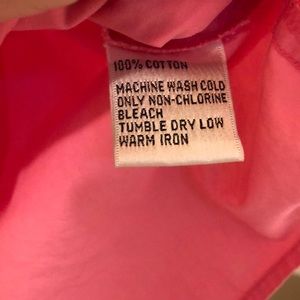 100% COTTON
MACHINE WASH COLD
ONLY NON-CHLORINE
BLEACH
TUMBLE DRY LOW
WARM IRON